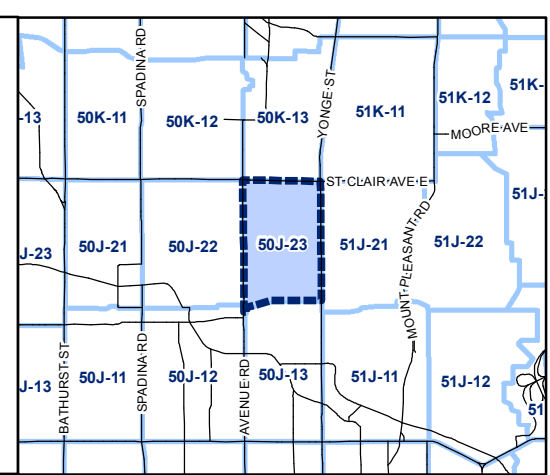 SPADINA RD
YONGE ST
51K-
51K-12
51K-11
50K-11
50K-12
50K-13
-13
MOORE AVE
ST CLAIR AVE E
51J-
MOUNT PLEASANT RD
J-23
50J-21
50J-22
50J-23
51J-21
51J-22
BATHURST ST
SPADINA RD
AVENUE RD
J-13
50J-11
50J-12
50J-13
51J-11
51J-12
51